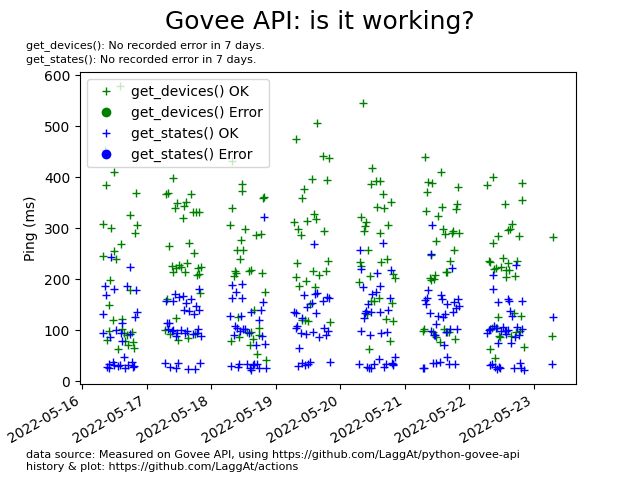 Govee API: is it working?
get_devices(): No recorded error in 7 days.
get_states(): No recorded error in 7 days.
600
500
400
300
200
100
0
Ping (ms)
get_devices() OK
get_devices() Error
get_states() OK
get_states() Error
2022-05-16
2022-05-17
2022-05-18
2022-05-19
2022-05-20
2022-05-21
2022-05-22
2022-05-23
data source: Measured on Govee API, using https://github.com/LaggAt/python-govee-api
history & plot: https://github.com/LaggAt/actions